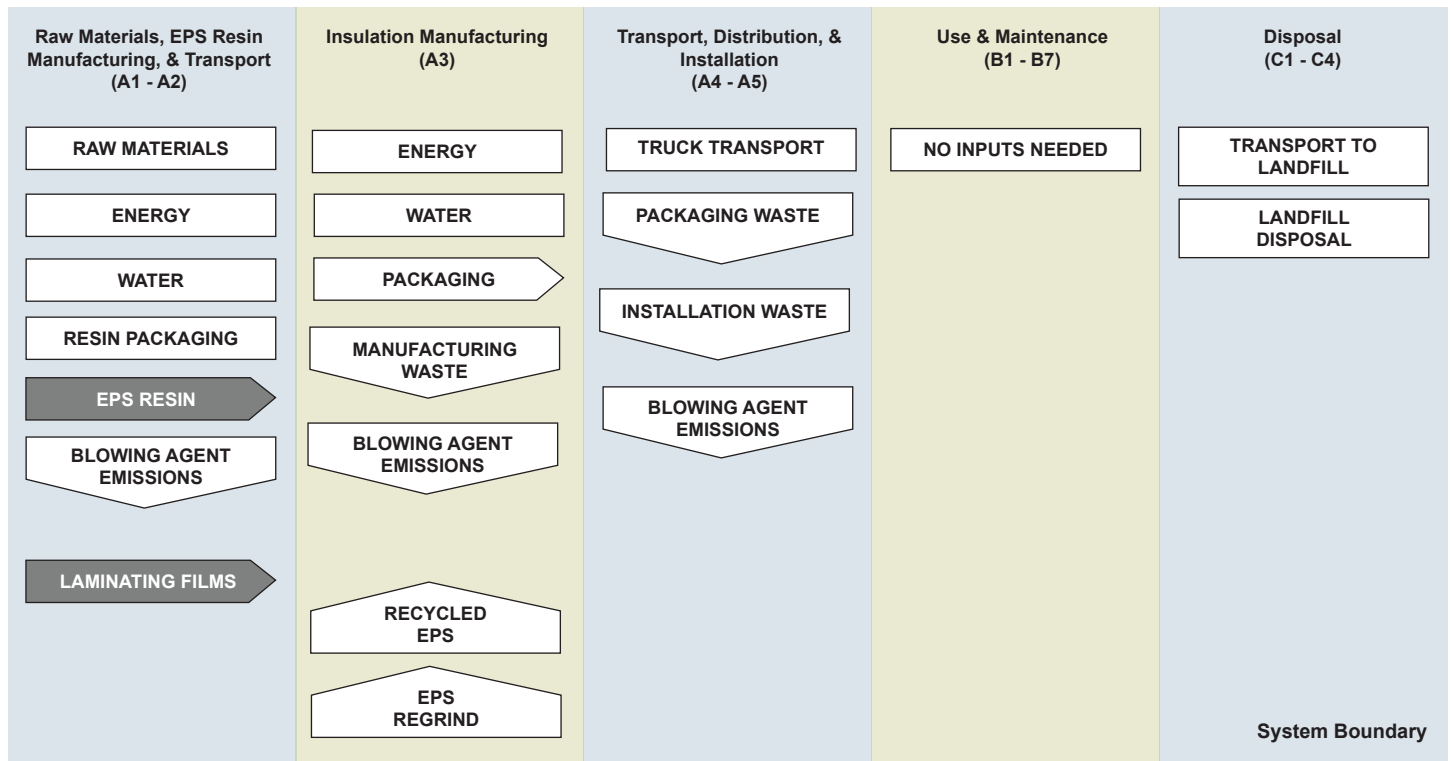 Raw Materials, EPS Resin
Manufacturing, & Transport
(A1 - A2)
RAW MATERIALS
ENERGY
WATER
RESIN PACKAGING
EPS RESIN
BLOWING AGENT
EMISSIONS
LAMINATING FILMS
Insulation Manufacturing
(A3)
ENERGY
WATER
PACKAGING
MANUFACTURING
WASTE
BLOWING AGENT
EMISSIONS
RECYCLED
EPS
EPS
REGRIND
Transport, Distribution, &
Installation
(A4 - A5)
TRUCK TRANSPORT
PACKAGING WASTE
INSTALLATION WASTE
BLOWING AGENT
EMISSIONS
Use & Maintenance
(B1 - B7)
NO INPUTS NEEDED
Disposal
(C1 - C4)
TRANSPORT TO
LANDFILL
LANDFILL
DISPOSAL
System Boundary